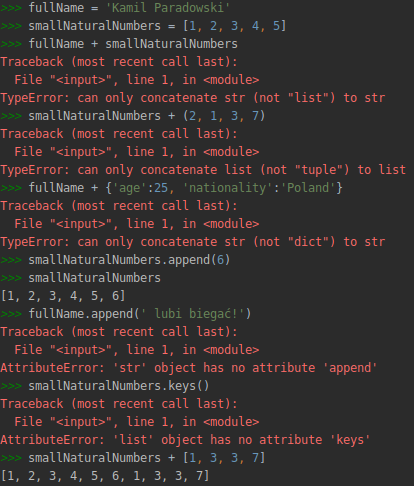 >>> fullName = 'Kamil Paradowski'
>>> smallNaturalNumbers = [1, 2, 3, 4, 5]
>>> fullName + smallNaturalNumbers
Traceback (most recent call last):
  File "<input>", line 1, in <module>
TypeError: can only concatenate str (not "list") to str
>>> smallNaturalNumbers + (2, 1, 3, 7)
Traceback (most recent call last):
  File "<input>", line 1, in <module>
TypeError: can only concatenate list (not "tuple") to list
>>> fullName + {'age':25, 'nationality':'Poland'}
Traceback (most recent call last):
  File "<input>", line 1, in <module>
TypeError: can only concatenate str (not "dict") to str
>>> smallNaturalNumbers.append(6)
>>> smallNaturalNumbers
[1, 2, 3, 4, 5, 6]
>>> fullName.append(' lubi biegać!')
Traceback (most recent call last):
  File "<input>", line 1, in <module>
AttributeError: 'str' object has no attribute 'append'
>>> smallNaturalNumbers.keys()
Traceback (most recent call last):
  File "<input>", line 1, in <module>
AttributeError: 'list' object has no attribute 'keys'
>>> smallNaturalNumbers + [1, 3, 3, 7]
[1, 2, 3, 4, 5, 6, 1, 3, 3, 7]